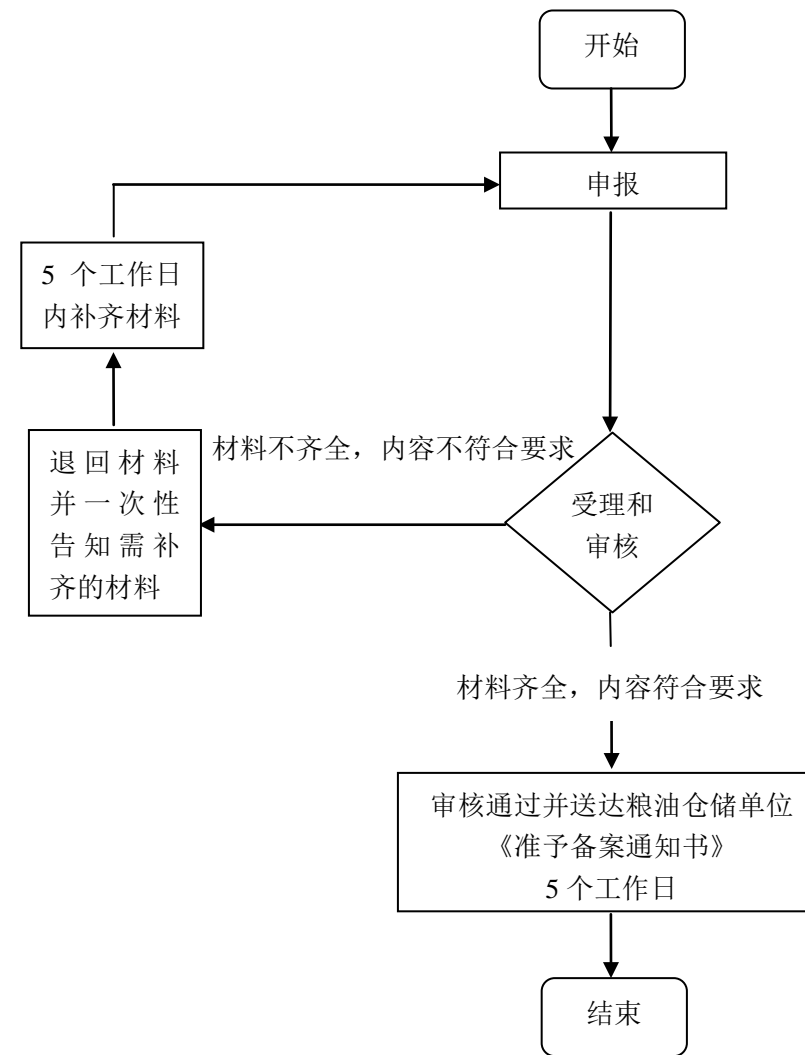 开始
申报
5 个工作日
内补齐材料
材料不齐全，内容不符合要求
退回材料
并一次性
告知需补
齐的材料
受理和
审核
材料齐全，内容符合要求
审核通过并送达粮油仓储单位
《准予备案通知书》
5 个工作日
结束